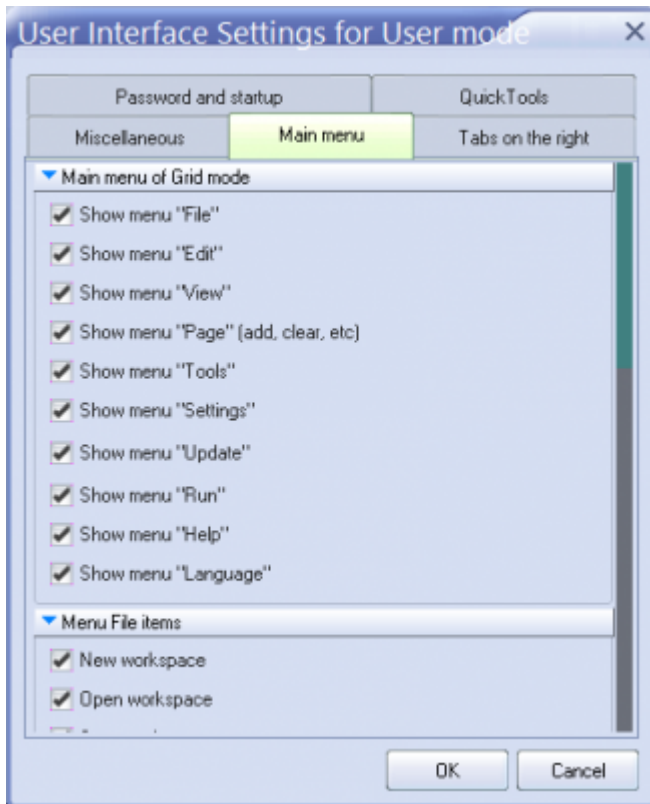 User Interface Settings for User mode
Password and startup
QuickTools
Miscellaneous
Main menu
Tabs on the right
Main menu of Grid mode
Show menu "File"
Show menu "Edit"
Show menu "View"
Show menu "Page" (add, clear, etc)
Show menu "Tools"
Show menu "Settings"
Show menu "Update"
Show menu "Run"
Show menu "Help"
Show menu "Language"
Menu File items
New workspace
Open workspace
OK
Cancel